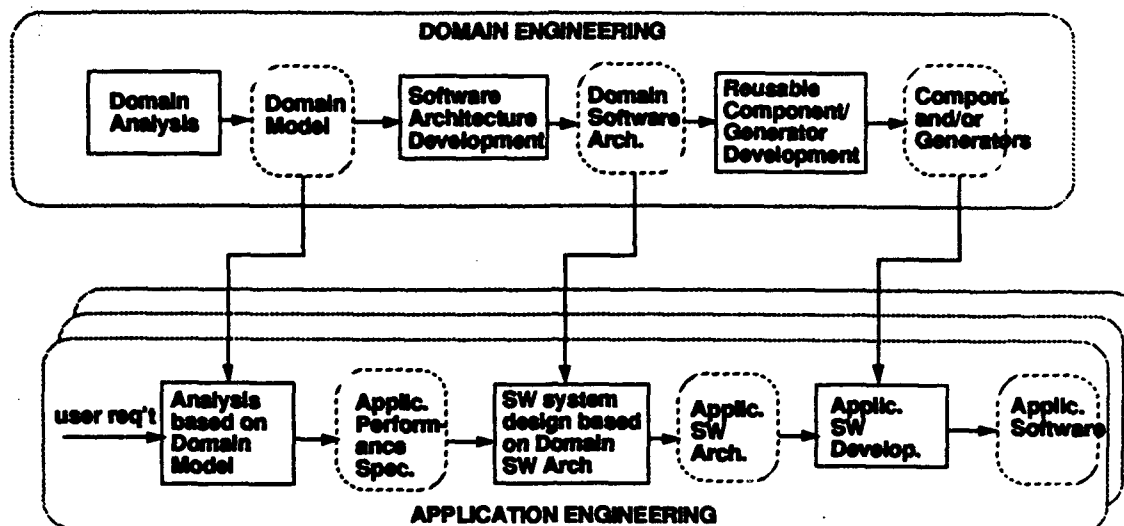 DOMAIN ENGINEERING
Domain
Analysis
Domain
Model
Software
Architecture
Development
Domain
Software
Arch.
Reusable
Component/
Generator
Development
Compon.
and/or
Generators
user req't
Analysis
based on
Domain
Model
Applic.
Perform-
ance
Spec.
SW system
design based
on Domain
SW Arch
Applic.
SW
Arch.
Applic.
SW
Develop.
Applic.
Software
APPLICATION ENGINEERING